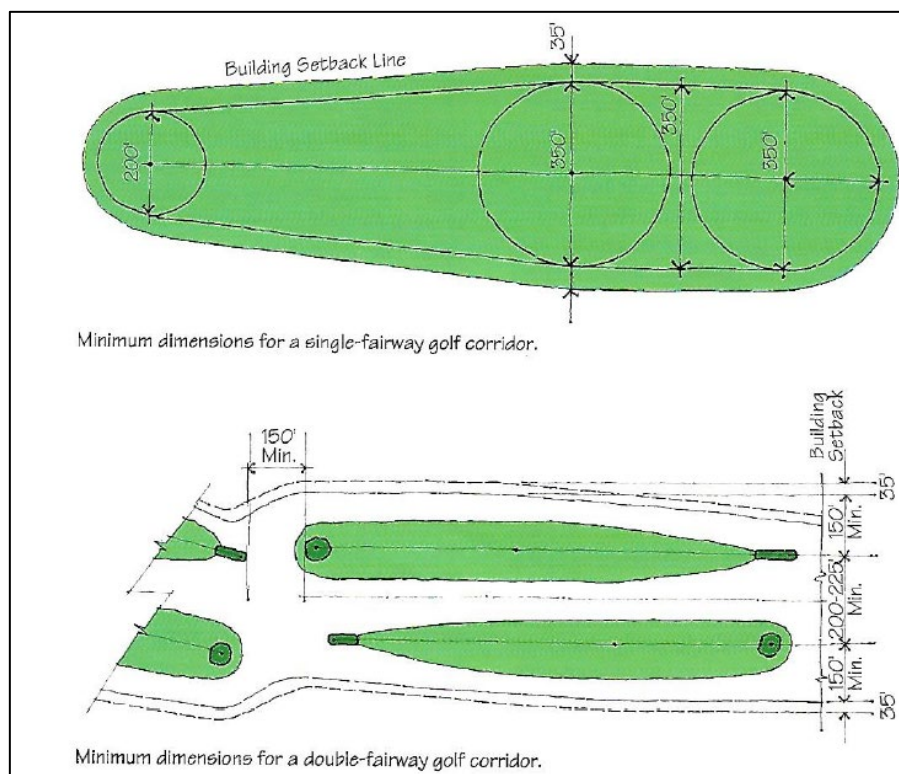 35'
Building Setback Line
200'
350'
350'
350'
Minimum dimensions for a single-fairway golf corridor.
150'
Min.
Building
Setback
35'
150'
Min.
200-225'
Min.
150'
Min.
35'
Minimum dimensions for a double-fairway golf corridor.